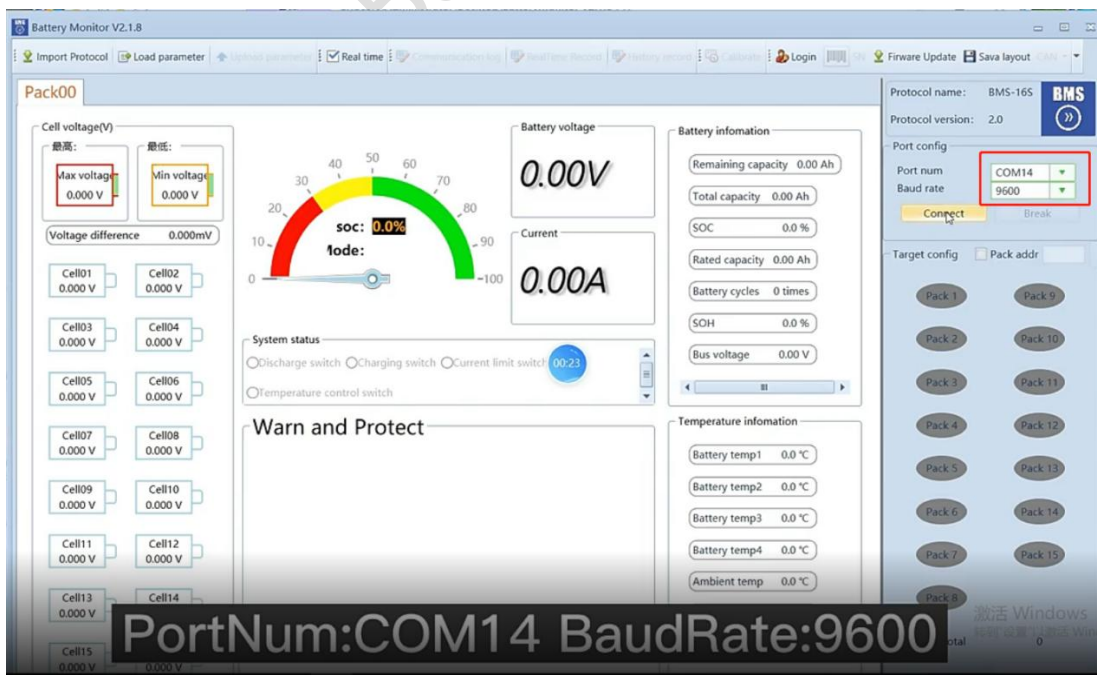 Battery Monitor V2.1.8
Import Protocol Load parameter Upload parameter Real time Communication log RealTime Record History record Calibrate Login SN Firware Update Sava layout CAN
Pack00
Protocol name: BMS-16S
BMS
Protocol version: 2.0
Cell voltage(V)
最高: 最低:
Max voltage Min voltage
0.000 V 0.000 V
Voltage difference 0.000mV
Cell01 Cell02
0.000 V 0.000 V
Cell03 Cell04
0.000 V 0.000 V
Cell05 Cell06
0.000 V 0.000 V
Cell07 Cell08
0.000 V 0.000 V
Cell09 Cell10
0.000 V 0.000 V
Cell11 Cell12
0.000 V 0.000 V
Cell13 Cell14
0.000 V
Cell15
0.000 V 0.000 V
0 10 20 30 40 50 60 70 80 90 100
soc: 0.0%
Mode:
Battery voltage
0.00V
Current
0.00A
System status
Discharge switch Charging switch Current limit switch 00:23
Temperature control switch
Warn and Protect
Battery infomation
Remaining capacity 0.00 Ah
Total capacity 0.00 Ah
SOC 0.0 %
Rated capacity 0.00 Ah
Battery cycles 0 times
SOH 0.0 %
Bus voltage 0.00 V
Temperature infomation
Battery temp1 0.0 ℃
Battery temp2 0.0 ℃
Battery temp3 0.0 ℃
Battery temp4 0.0 ℃
Ambient temp 0.0 ℃
Port config
Port num COM14
Baud rate 9600
Connect Break
Target config Pack addr
Pack 1 Pack 9
Pack 2 Pack 10
Pack 3 Pack 11
Pack 4 Pack 12
Pack 5 Pack 13
Pack 6 Pack 14
Pack 7 Pack 15
Pack 8
激活 Windows
0
PortNum:COM14 BaudRate:9600